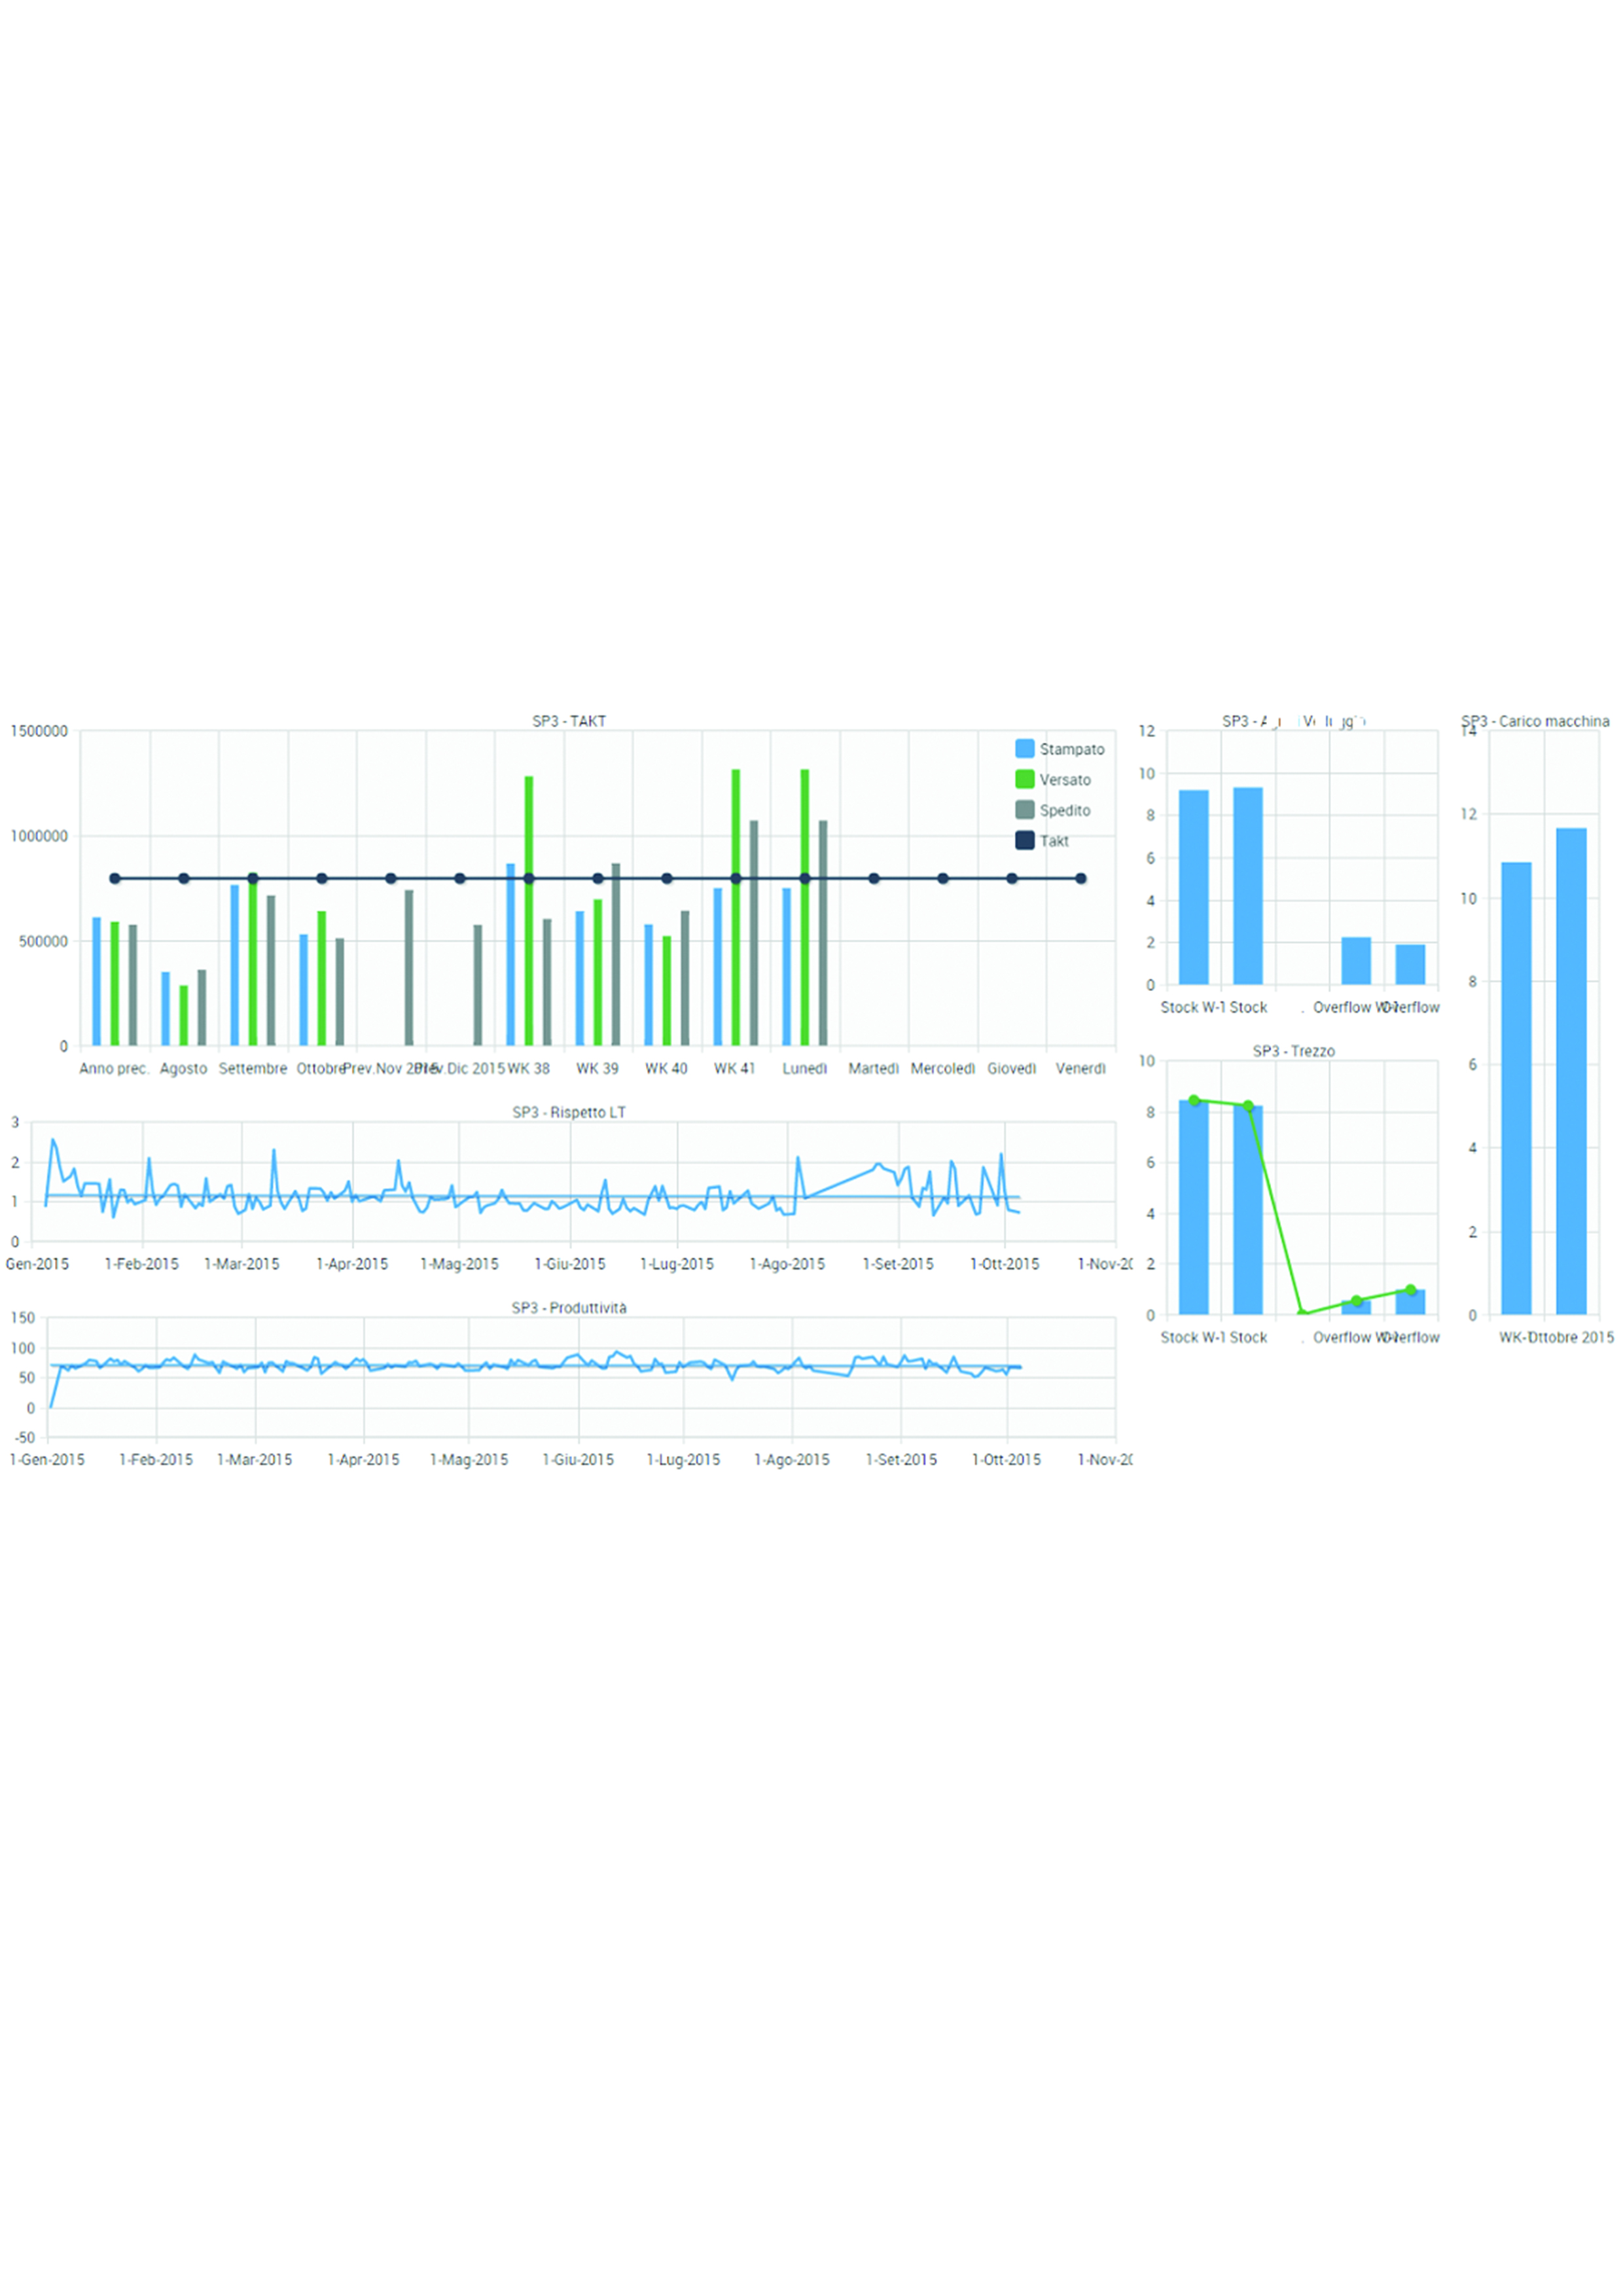 SP3 - TAKT
1500000
1000000
500000
0
Stampato
Versato
Spedito
Takt
Anno prec. Agosto Settembre Ottobre Prev.Nov 2015 Prev.Dic 2015 WK 38 WK 39 WK 40 WK 41 Lunedì Martedì Mercoledì Giovedì Venerdì
SP3 - Rispetto LT
3
2
1
0
Gen-2015 1-Feb-2015 1-Mar-2015 1-Apr-2015 1-Mag-2015 1-Giu-2015 1-Lug-2015 1-Ago-2015 1-Set-2015 1-Ott-2015 1-Nov-20
SP3 - Produttività
150
100
50
0
-50
1-Gen-2015 1-Feb-2015 1-Mar-2015 1-Apr-2015 1-Mag-2015 1-Giu-2015 1-Lug-2015 1-Ago-2015 1-Set-2015 1-Ott-2015 1-Nov-20
SP3 -
12
10
8
6
4
2
0
Stock W-1 Stock . Overflow W-1 Overflow
SP3 - Trezzo
10
8
6
4
2
0
Stock W-1 Stock . Overflow W-1 Overflow
SP3 - Carico macchina
14
12
10
8
6
4
2
0
WK-1 Ottobre 2015